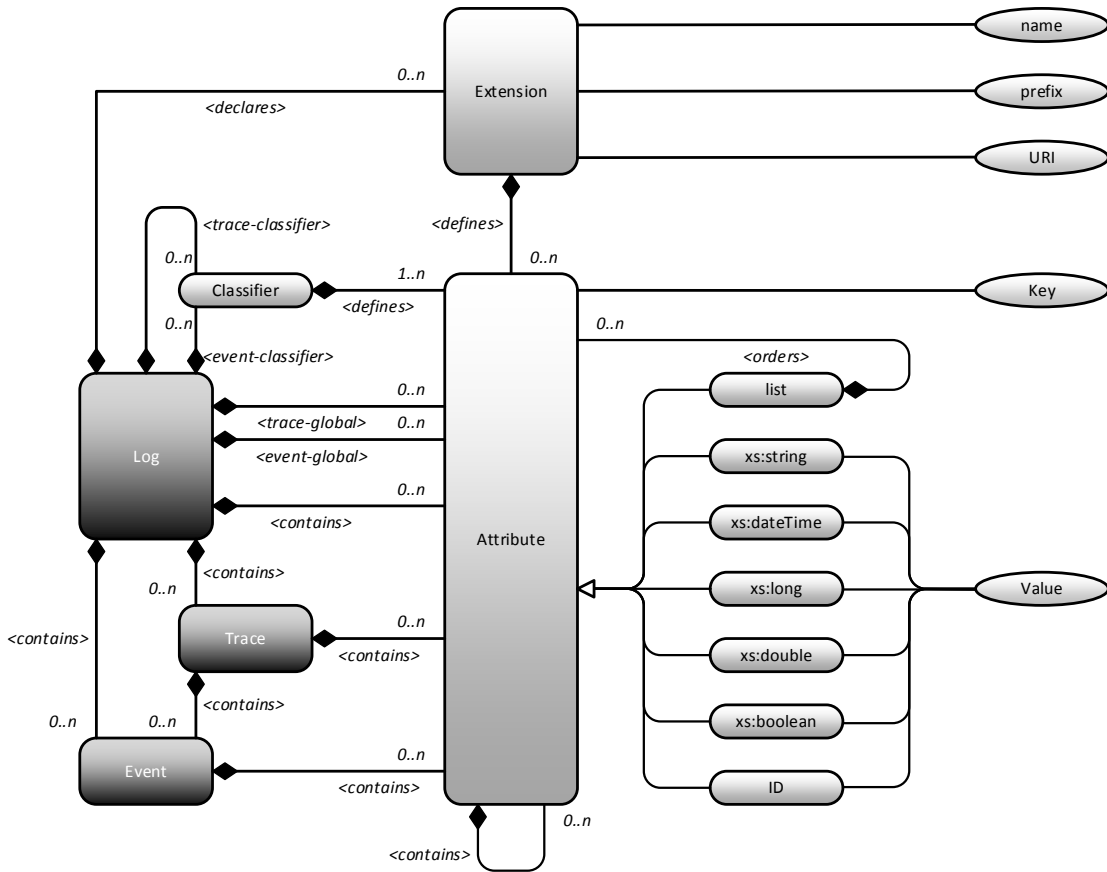 name
0..n
Extension
prefix
<declares>
URI
<trace-classifier>
<defines>
0..n
1..n
0..n
Classifier
Key
<defines>
0..n
0..n
<event-classifier>
<orders>
0..n
list
<trace-global>
0..n
Log
<event-global>
xs:string
0..n
<contains>
xs:dateTime
Attribute
<contains>
0..n
xs:long
Value
0..n
<contains>
Trace
<contains>
xs:double
<contains>
0..n
0..n
xs:boolean
0..n
Event
<contains>
ID
0..n
<contains>